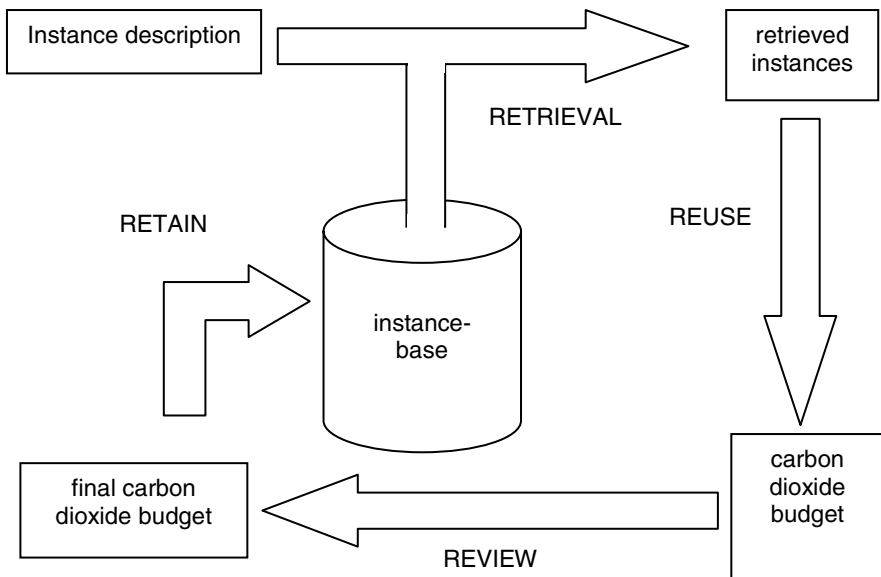 Instance description
retrieved
instances
RETRIEVAL
RETAIN
REUSE
instance-
base
carbon
dioxide
budget
final carbon
dioxide budget
REVIEW